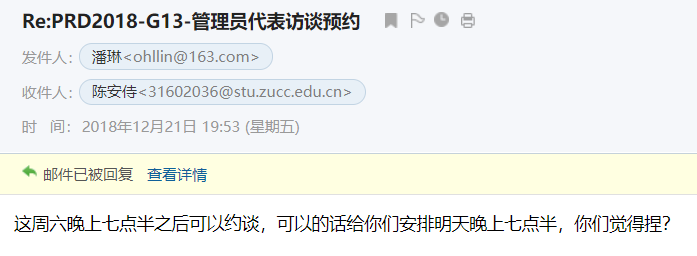 Re:PRD2018-G13-管理员代表访谈预约
发件人：潘琳<ohllin@163.com>
收件人：陈安侍<31602036@stu.zucc.edu.cn>
时 间：2018年12月21日 19:53 (星期五)
邮件已被回复 查看详情
这周六晚上七点半之后可以约谈，可以的话给你们安排明天晚上七点半，你们觉得捏？